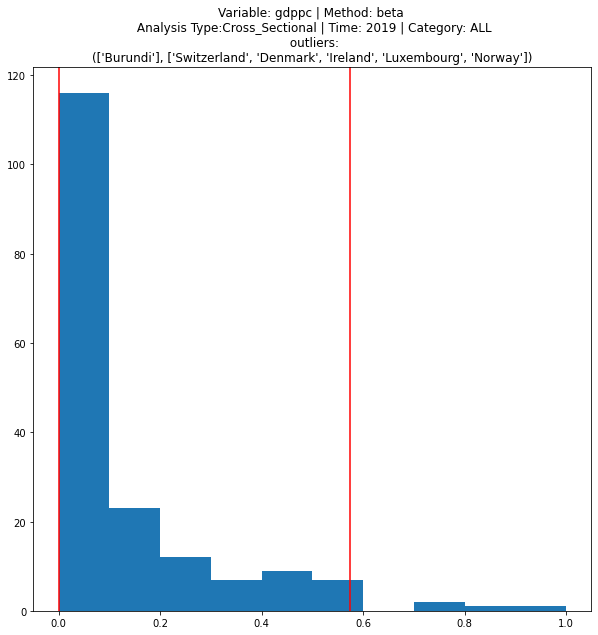 Variable: gdppc | Method: beta
Analysis Type:Cross_Sectional | Time: 2019 | Category: ALL
outliers:
(['Burundi'], ['Switzerland', 'Denmark', 'Ireland', 'Luxembourg', 'Norway'])
120
100
80
60
40
20
0
0.0 0.2 0.4 0.6 0.8 1.0